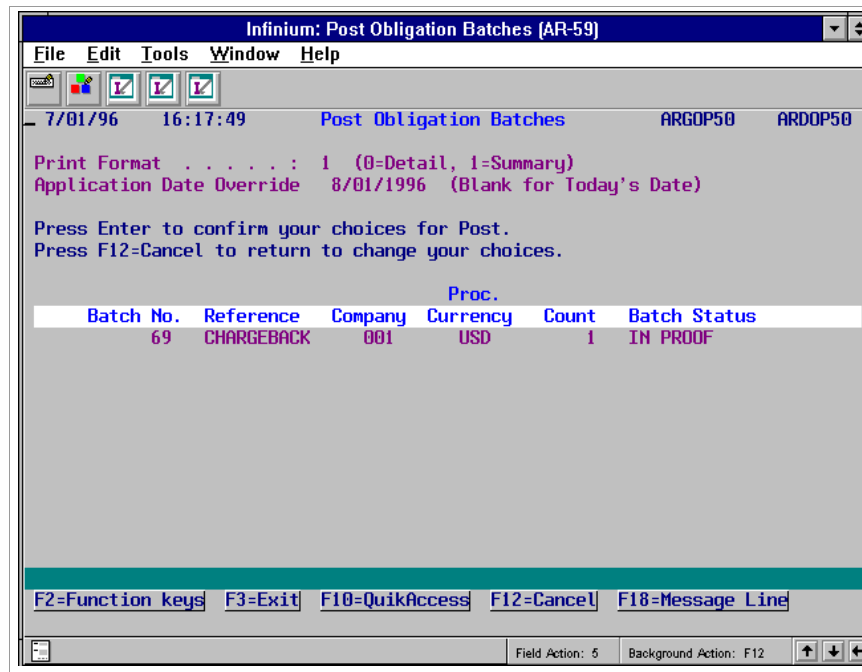 Infinium: Post Obligation Batches (AR-59)
File Edit Tools Window Help
7/01/96 16:17:49 Post Obligation Batches ARGOP50 ARDOP50
Print Format . . . . . : 1 (0=Detail, 1=Summary)
Application Date Override 8/01/1996 (Blank for Today's Date)
Press Enter to confirm your choices for Post.
Press F12=Cancel to return to change your choices.
Proc.
Batch No. Reference Company Currency Count Batch Status
69 CHARGEBACK 001 USD 1 IN PROOF
F2=Function keys F3=Exit F10=QuikAccess F12=Cancel F18=Message Line
Field Action: 5 Background Action: F12